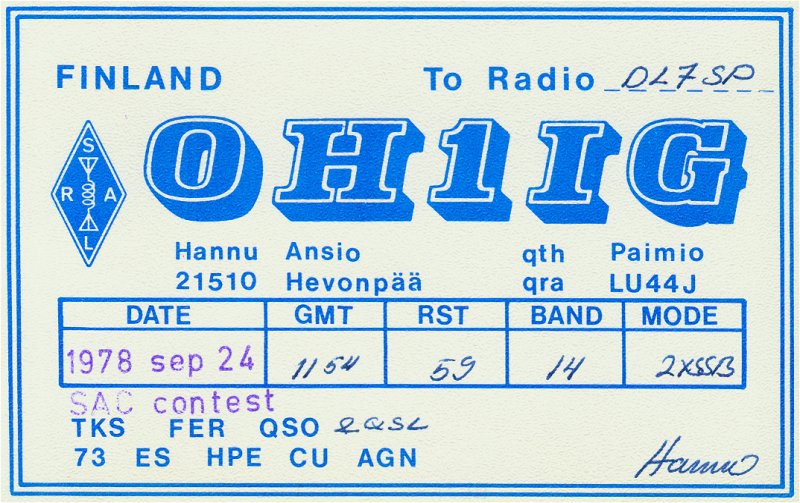 FINLAND To Radio DL7SP
S
R A
L
OH1IG
Hannu Ansio qth Paimio
21510 Hevonpää qra LU44J
DATE GMT RST BAND MODE
1978 sep 24 1154 59 14 2XSSB
SAC contest
TKS FER QSO & QSL
73 ES HPE CU AGN
Hannu